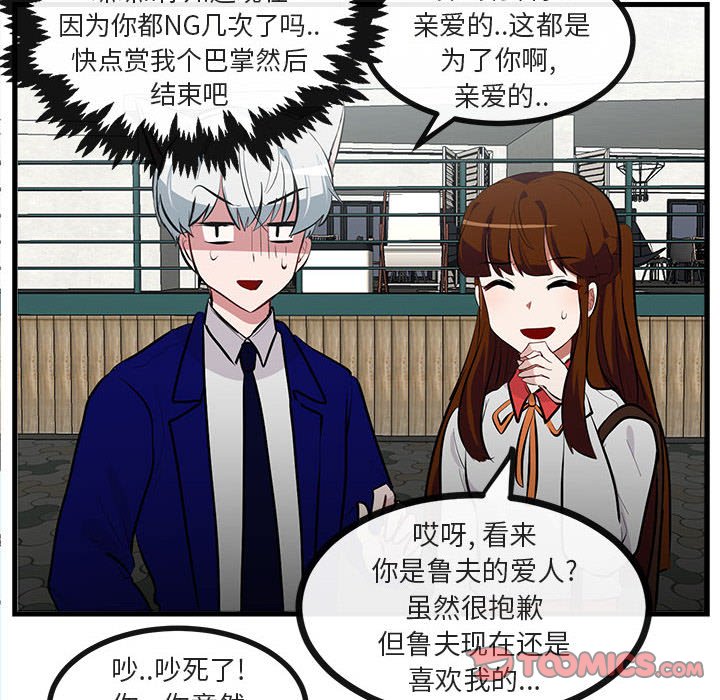 因为你都NG几次了吗..
快点赏我个巴掌然后
结束吧
亲爱的..这都是
为了你啊,
亲爱的..
哎呀, 看来
你是鲁夫的爱人?
虽然很抱歉
但鲁夫现在还是
喜欢我的...
吵..吵死了!
TOOMICS.COM